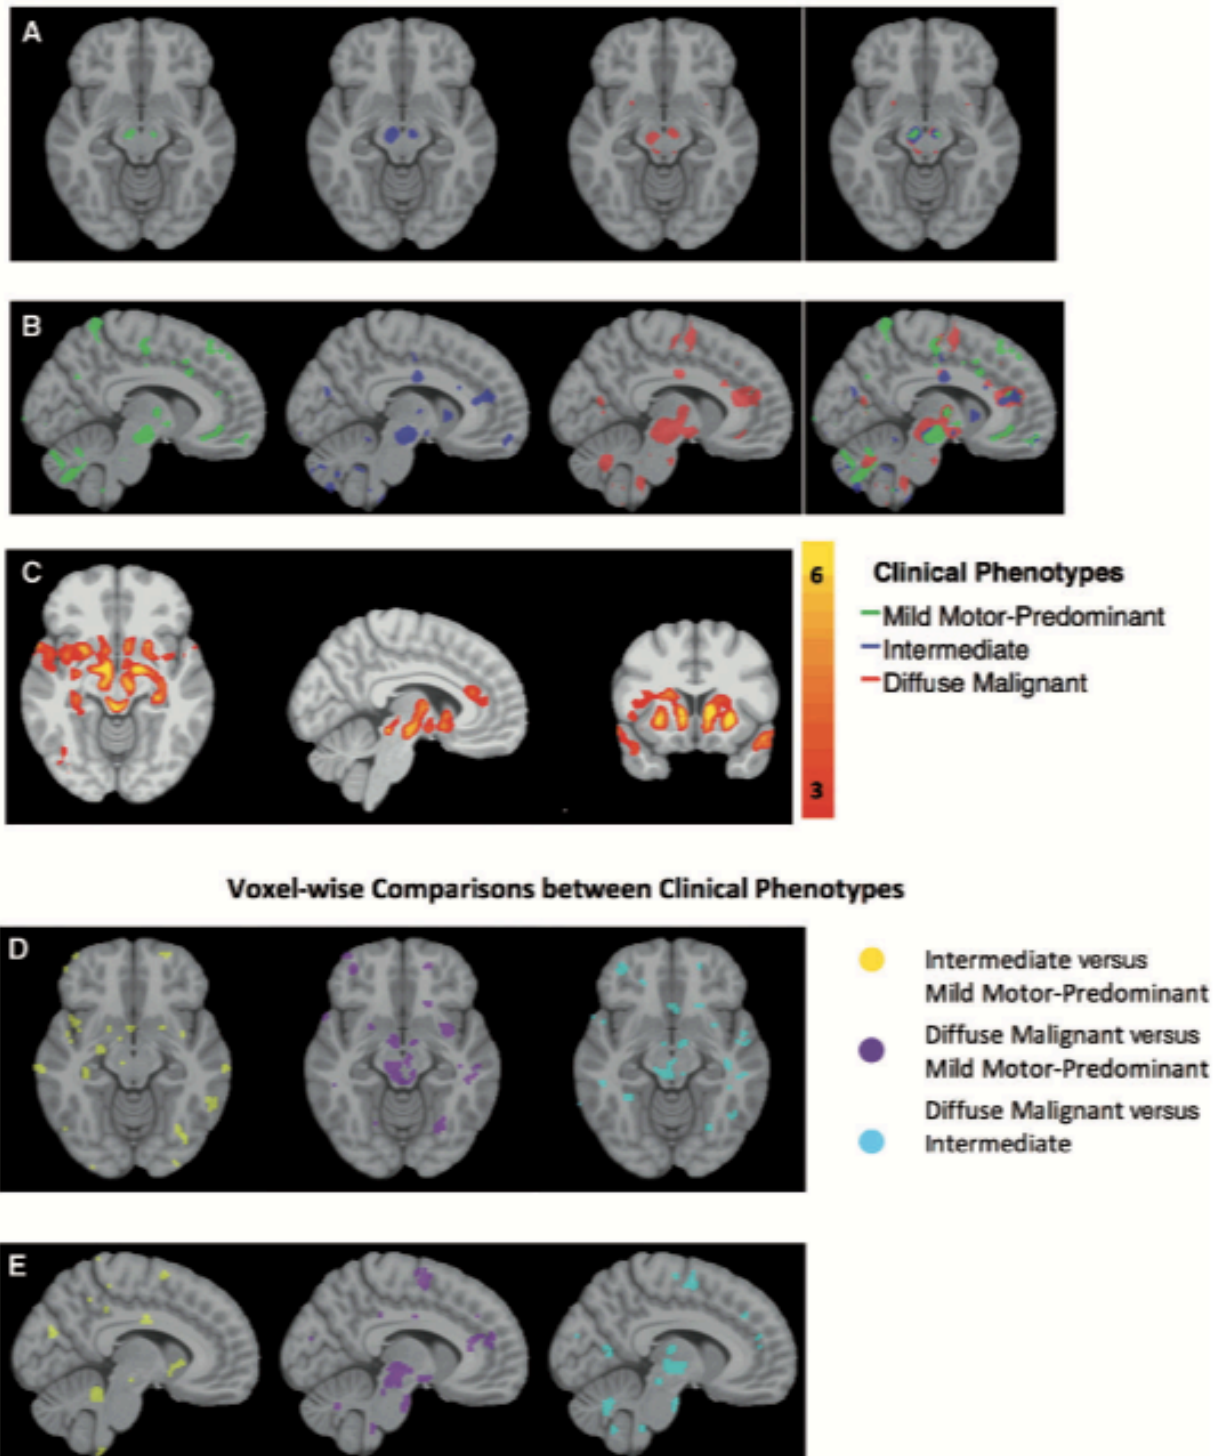 A
B
C
6
3
Clinical Phenotypes
Mild Motor-Predominant
Intermediate
Diffuse Malignant
Voxel-wise Comparisons between Clinical Phenotypes
D
Intermediate versus
Mild Motor-Predominant
Diffuse Malignant versus
Mild Motor-Predominant
Diffuse Malignant versus
Intermediate
E